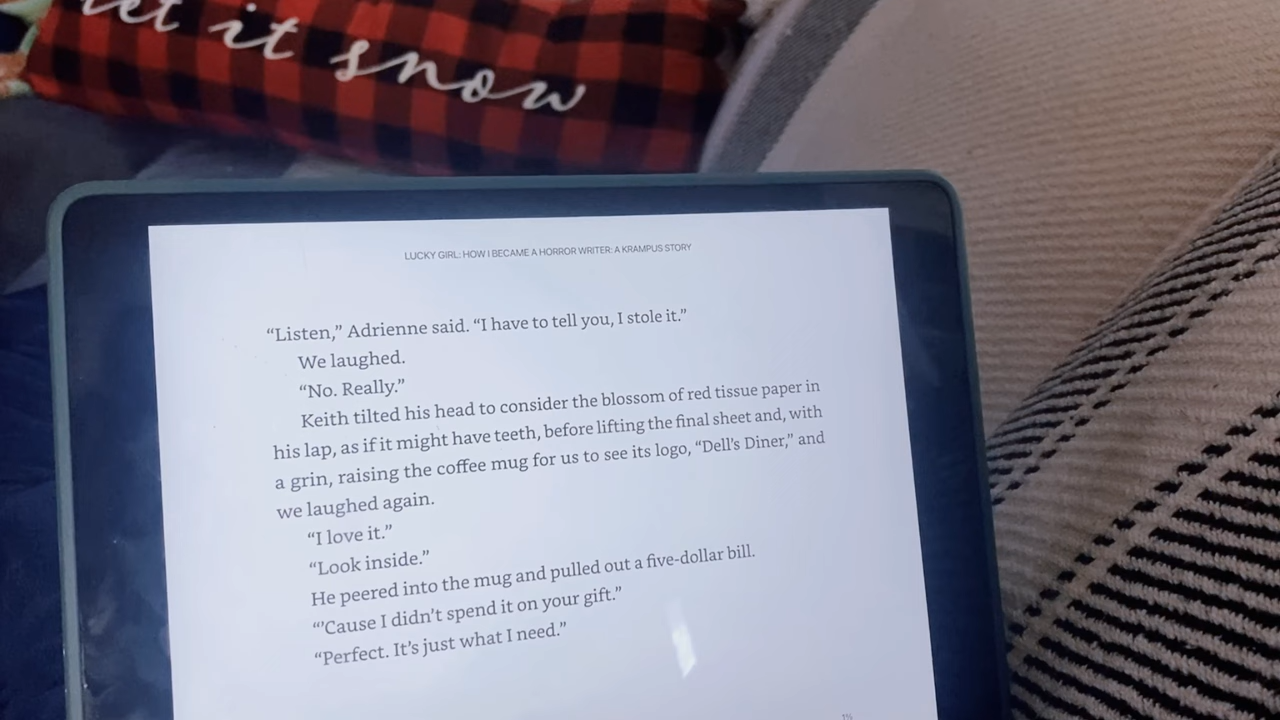 let it snow
LUCKY GIRL: HOW I BECAME A HORROR WRITER: A KRAMPUS STORY
“Listen,” Adrienne said. “I have to tell you, I stole it.”
We laughed.
“No. Really.”
Keith tilted his head to consider the blossom of red tissue paper in
his lap, as if it might have teeth, before lifting the final sheet and, with
a grin, raising the coffee mug for us to see its logo, “Dell’s Diner,” and
we laughed again.
“I love it.”
“Look inside.”
He peered into the mug and pulled out a five-dollar bill.
“’Cause I didn’t spend it on your gift.”
“Perfect. It’s just what I need.”